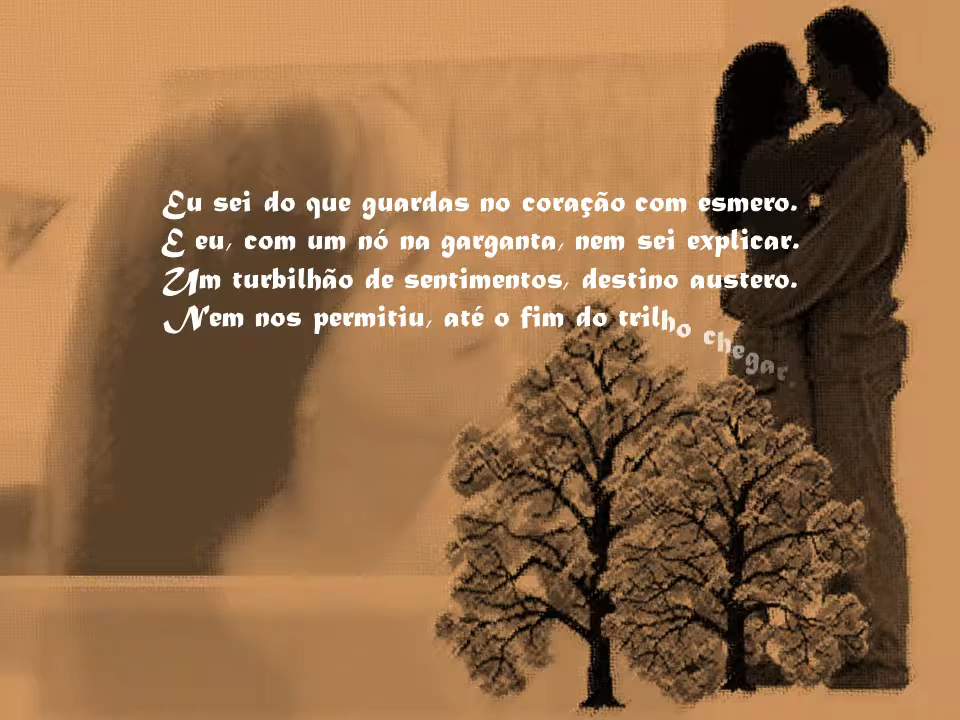 Eu sei do que guardas no coração com esmero.
E eu, com um nó na garganta, nem sei explicar.
Um turbilhão de sentimentos, destino austero.
Nem nos permitiu, até o fim do trilho chegar.